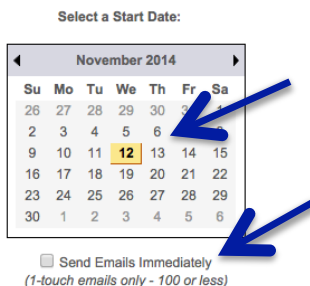 Select a Start Date:
November 2014
Su Mo Tu We Th Fr Sa
26 27 28 29 30 1
2 3 4 5 6
9 10 11 12 13 14 15
16 17 18 19 20 21 22
23 24 25 26 27 28 29
30 1 2 3 4 5 6
Send Emails Immediately
(1-touch emails only - 100 or less)